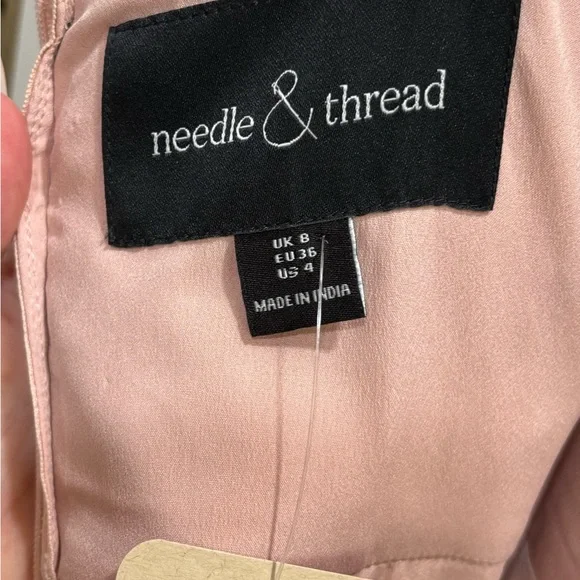 needle & thread
UK 8
EU 36
US 4
MADE IN INDIA